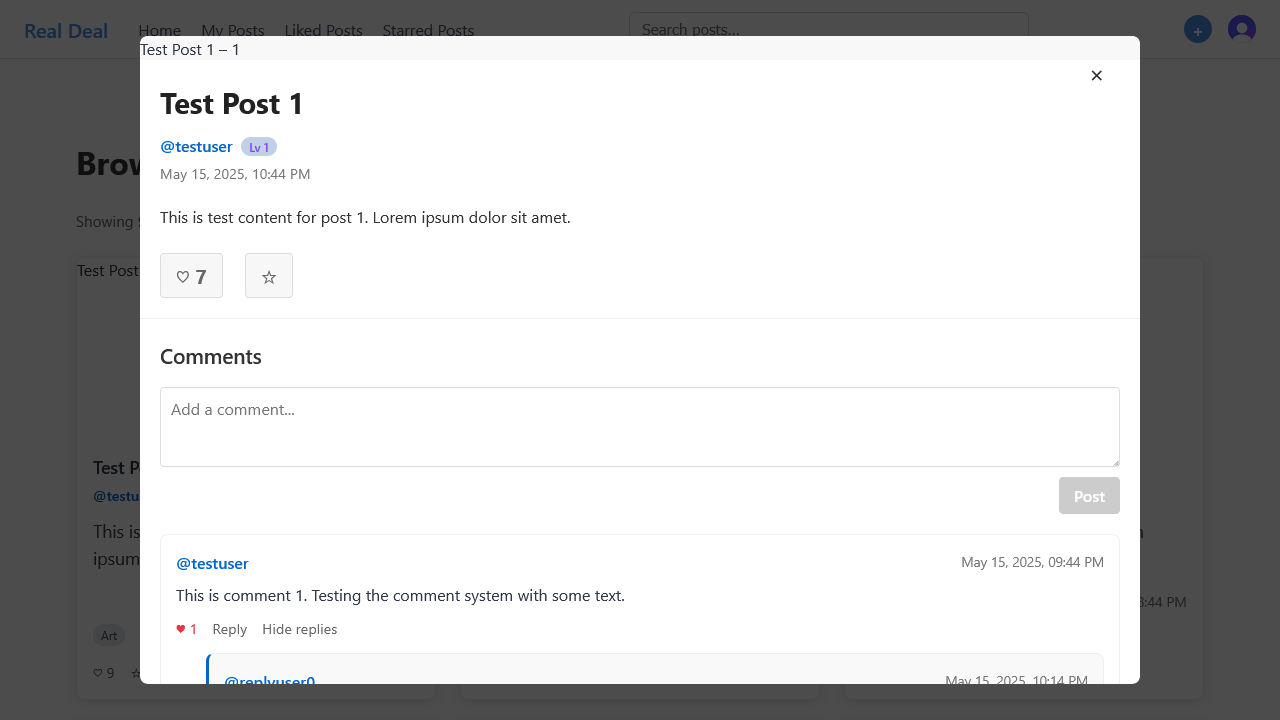 Real Deal Home My Posts Liked Posts Starred Posts Search posts... +
Test Post 1 – 1
×
Test Post 1
@testuser Lv 1
May 15, 2025, 10:44 PM
This is test content for post 1. Lorem ipsum dolor sit amet.
♡ 7 ☆
Comments
Add a comment...
Post
@testuser May 15, 2025, 09:44 PM
This is comment 1. Testing the comment system with some text.
♥ 1 Reply Hide replies
@replyuser0 May 15, 2025, 10:14 PM
Showing
Test Post
This is
ipsum
:44 PM
Art
♡ 9 ☆